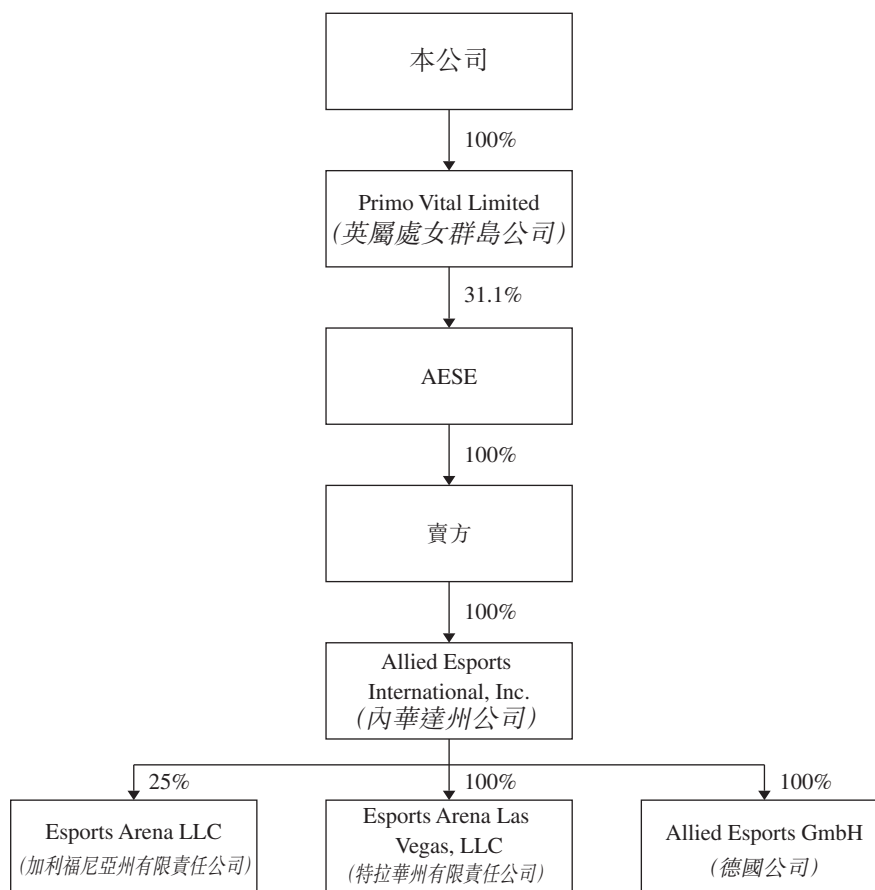 本公司
100%
Primo Vital Limited
(英屬處女群島公司)
31.1%
AESE
100%
賣方
100%
Allied Esports
International, Inc.
(內華達州公司)
25%
100%
100%
Esports Arena LLC
(加利福尼亞州有限責任公司)
Esports Arena Las
Vegas, LLC
(特拉華州有限責任公司)
Allied Esports GmbH
(德國公司)